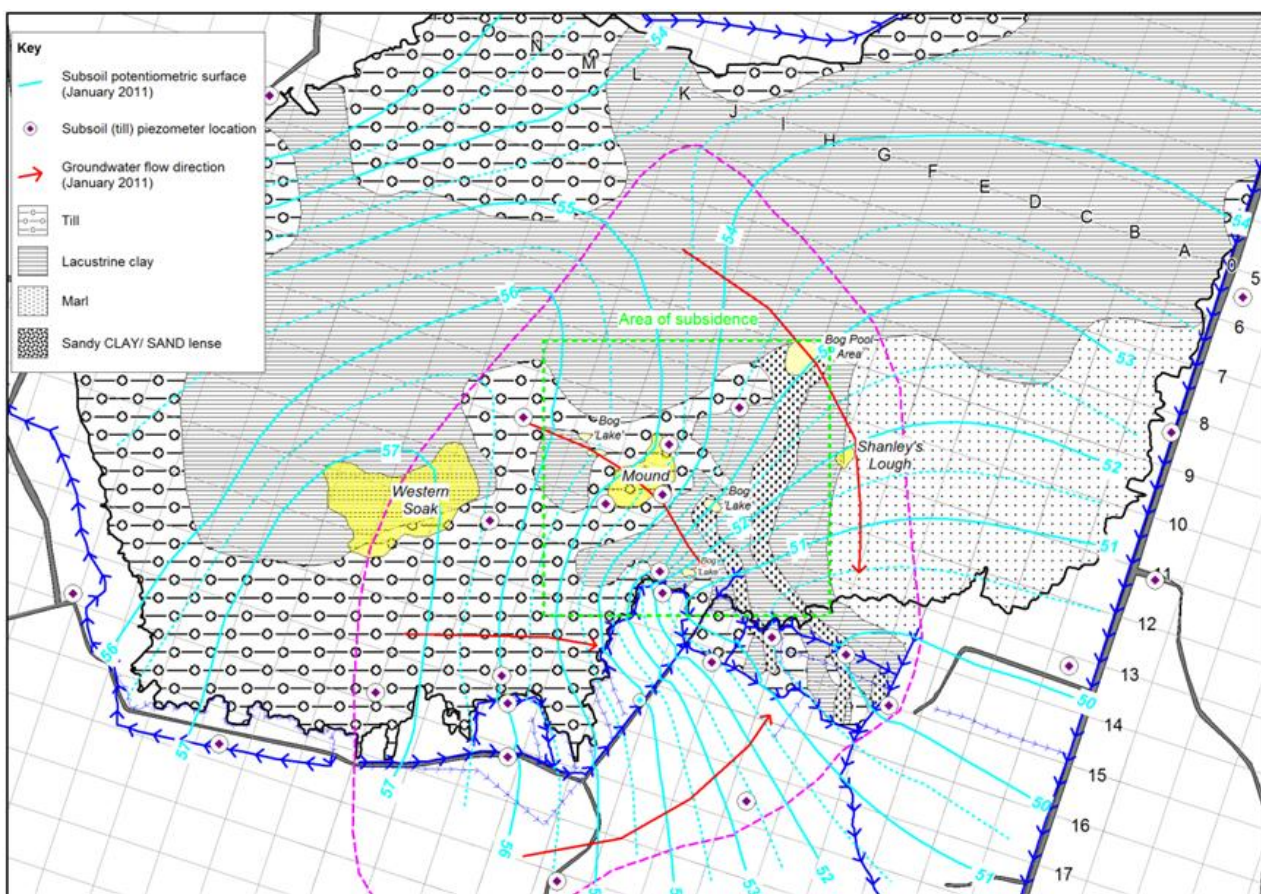 Key
Subsoil potentiometric surface
(January 2011)
Subsoil (till) piezometer location
Groundwater flow direction
(January 2011)
Till
Lacustrine clay
Marl
Sandy CLAY/ SAND lense
N
M
L
K
J
I
H
G
F
E
D
C
B
A
0
5
6
7
8
9
10
11
12
13
14
15
16
17
54
55
54
54
56
53
57
52
52
51
51
56
57
57
56
53
52
51
50
50
Area of subsidence
Bog Pool
Area
Bog
'Lake'
Mound
Western
Soak
Bog
'Lake'
Shanley's
Lough
Bog
'Lake'